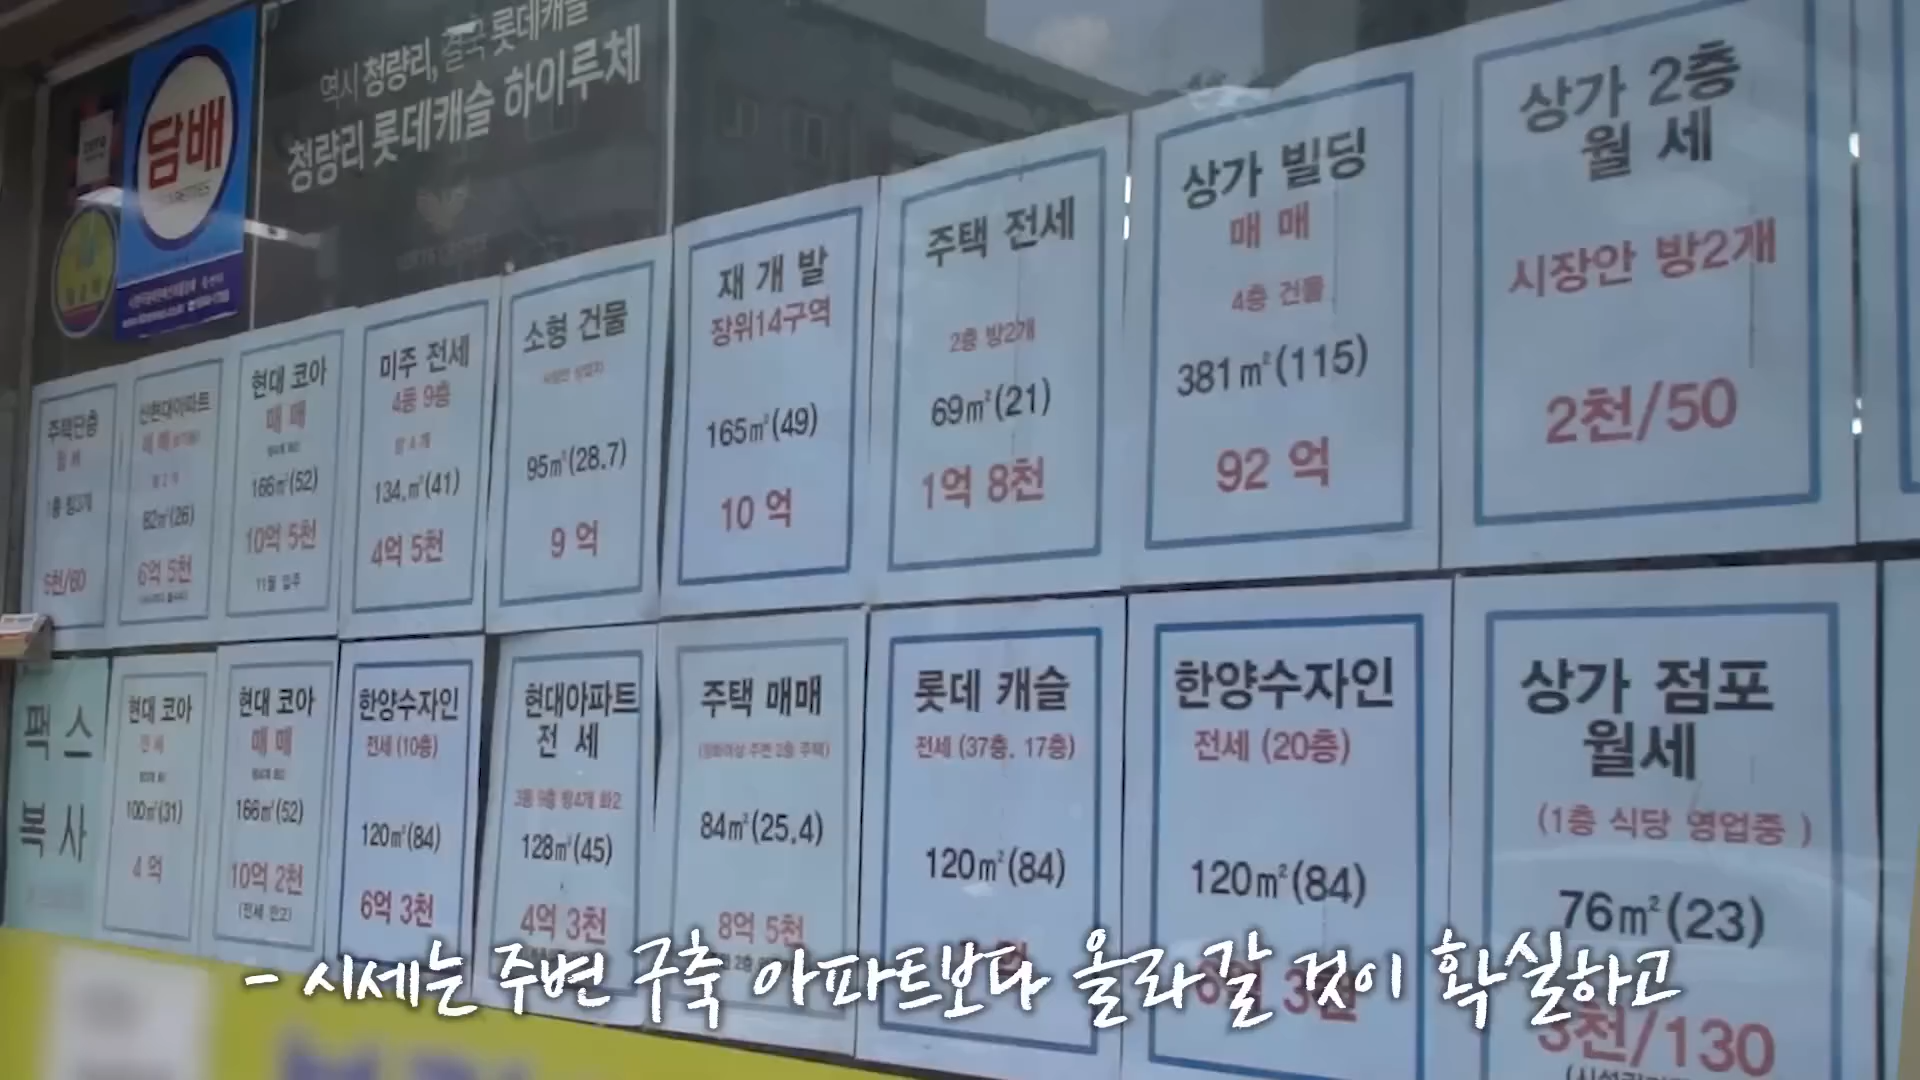 담배
역시 청량리, 결국 롯데캐슬
청량리 롯데캐슬 하이루체
주택단층
월세
1층 방3개
5천/60
신현대아파트
매매
방2개
82㎡(26)
6억 5천
현대 코아
매매
166㎡(52)
10억 5천
11월 입주
미주 전세
4동 9층
방4개
134.㎡(41)
4억 5천
소형 건물
95㎡(28.7)
9 억
재 개 발
장위14구역
165㎡(49)
10 억
주택 전세
2층 방2개
69㎡(21)
1억 8천
상가 빌딩
매 매
4층 건물
381㎡(115)
92 억
상가 2층
월 세
시장안 방2개
2천/50
팩 스
복 사
현대 코아
전 세
100㎡(31)
4 억
현대 코아
매 매
166㎡(52)
10억 2천
(전세 안고)
한양수자인
전세 (10층)
120㎡(84)
6억 3천
현대아파트
전 세
3동 9층 방4개 화2
128㎡(45)
4억 3천
주택 매매
84㎡(25.4)
8억 5천
롯데 캐슬
전세 (37층. 17층)
120㎡(84)
한양수자인
전세 (20층)
120㎡(84)
6억 3천
상가 점포
월세
(1층 식당 영업중 )
76㎡(23)
3천/130
- 시세는 주변 구축 아파트보다 올라갈 것이 확실하고